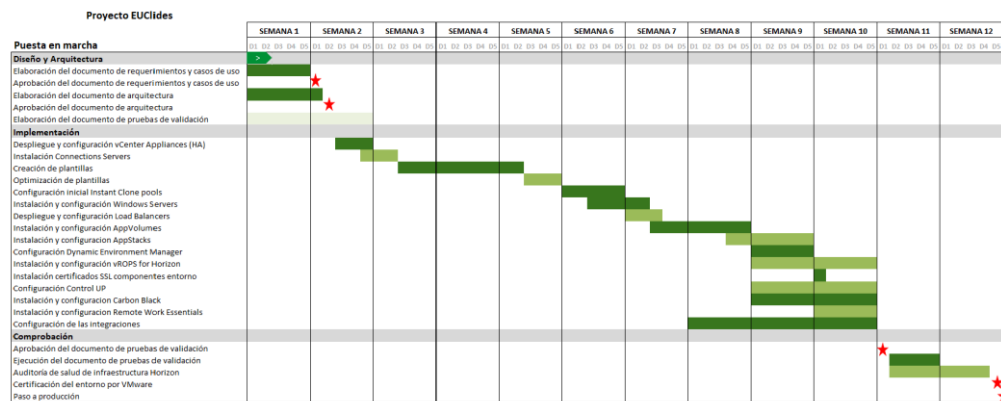 Proyecto EUClides
SEMANA 1 SEMANA 2 SEMANA 3 SEMANA 4 SEMANA 5 SEMANA 6 SEMANA 7 SEMANA 8 SEMANA 9 SEMANA 10 SEMANA 11 SEMANA 12
Puesta en marcha D1 D2 D3 D4 D5 D1 D2 D3 D4 D5 D1 D2 D3 D4 D5 D1 D2 D3 D4 D5 D1 D2 D3 D4 D5 D1 D2 D3 D4 D5 D1 D2 D3 D4 D5 D1 D2 D3 D4 D5 D1 D2 D3 D4 D5 D1 D2 D3 D4 D5 D1 D2 D3 D4 D5 D1 D2 D3 D4 D5
Diseño y Arquitectura >
Elaboración del documento de requerimientos y casos de uso
Aprobación del documento de requerimientos y casos de uso
Elaboración del documento de arquitectura
Aprobación del documento de arquitectura
Elaboración del documento de pruebas de validación
Implementación
Despliegue y configuración vCenter Appliances (HA)
Instalación Connections Servers
Creación de plantillas
Optimización de plantillas
Configuración inicial Instant Clone pools
Instalación y configuración Windows Servers
Despliegue y configuración Load Balancers
Instalación y configuración AppVolumes
Instalación y configuracion AppStacks
Configuración Dynamic Environment Manager
Instalación y configuración vROPS for Horizon
Instalación certificados SSL componentes entorno
Configuración Control UP
Instalación y configuracion Carbon Black
Instalación y configuracion Remote Work Essentials
Configuración de las Integraciones
Comprobación
Aprobación del documento de pruebas de validación
Ejecución del documento de pruebas de validación
Auditoría de salud de infraestructura Horizon
Certificación del entorno por VMware
Paso a producción